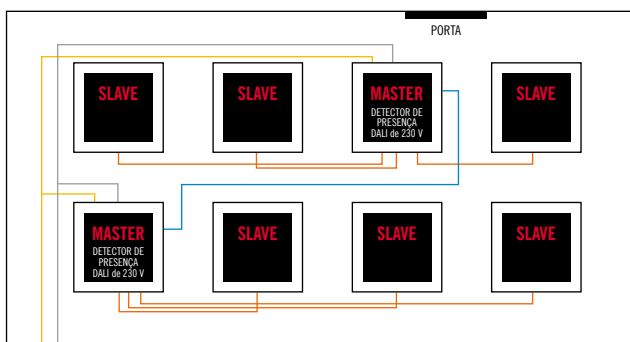 PORTA
SLAVE
SLAVE
MASTER
DETECTOR DE
PRESENÇA
DALI de 230 V
SLAVE
MASTER
DETECTOR DE
PRESENÇA
DALI de 230 V
SLAVE
SLAVE
SLAVE